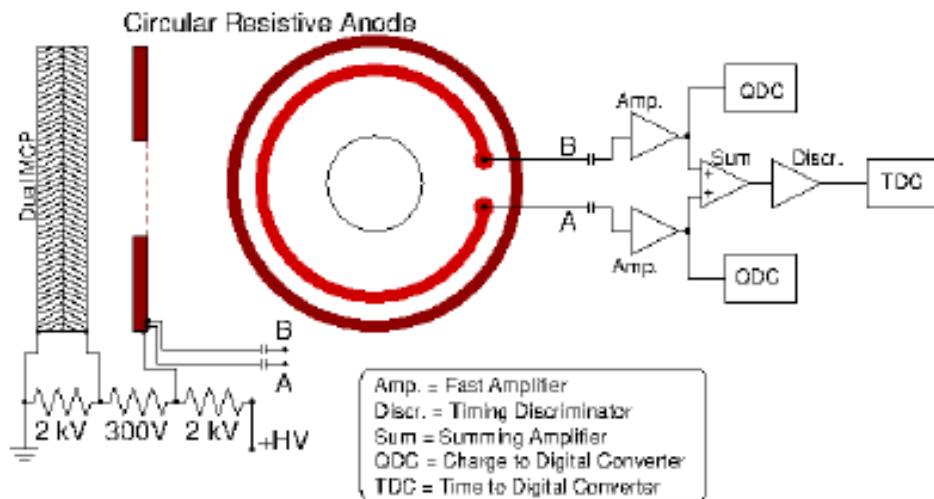 Circular Resistive Anode
Dual MCP
B
A
Amp.
Amp.
QDC
QDC
+
+
Sum
Discr.
TDC
B
A
2 kV
300V
2 kV
+HV
Amp. = Fast Amplifier
Discr. = Timing Discriminator
Sum = Summing Amplifier
QDC = Charge to Digital Converter
TDC = Time to Digital Converter